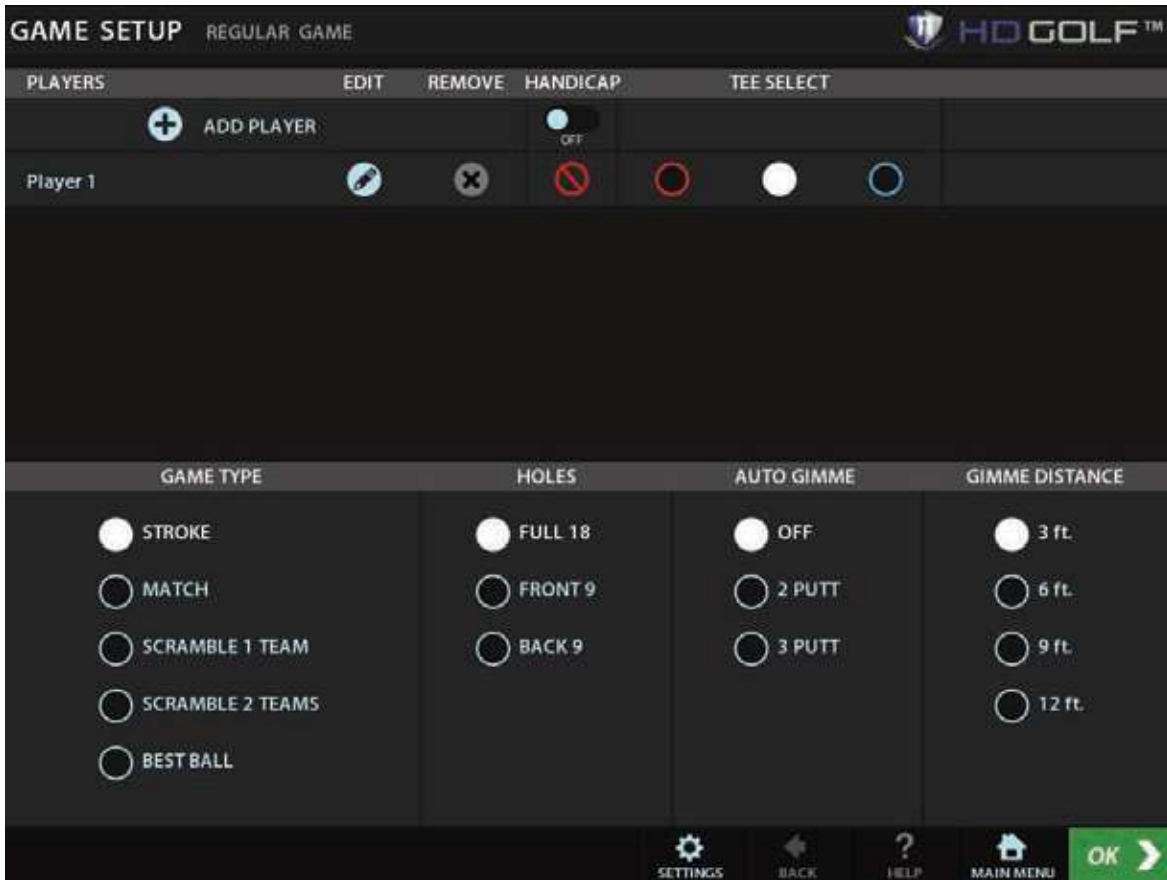 GAME SETUP REGULAR GAME
HD GOLF™
PLAYERS EDIT REMOVE HANDICAP TEE SELECT
ADD PLAYER
OFF
Player 1
GAME TYPE HOLES AUTO GIMME GIMME DISTANCE
STROKE FULL 18 OFF 3 ft.
MATCH FRONT 9 2 PUTT 6 ft.
SCRAMBLE 1 TEAM BACK 9 3 PUTT 9 ft.
SCRAMBLE 2 TEAMS 12 ft.
BEST BALL
SETTINGS BACK ? HELP MAIN MENU OK